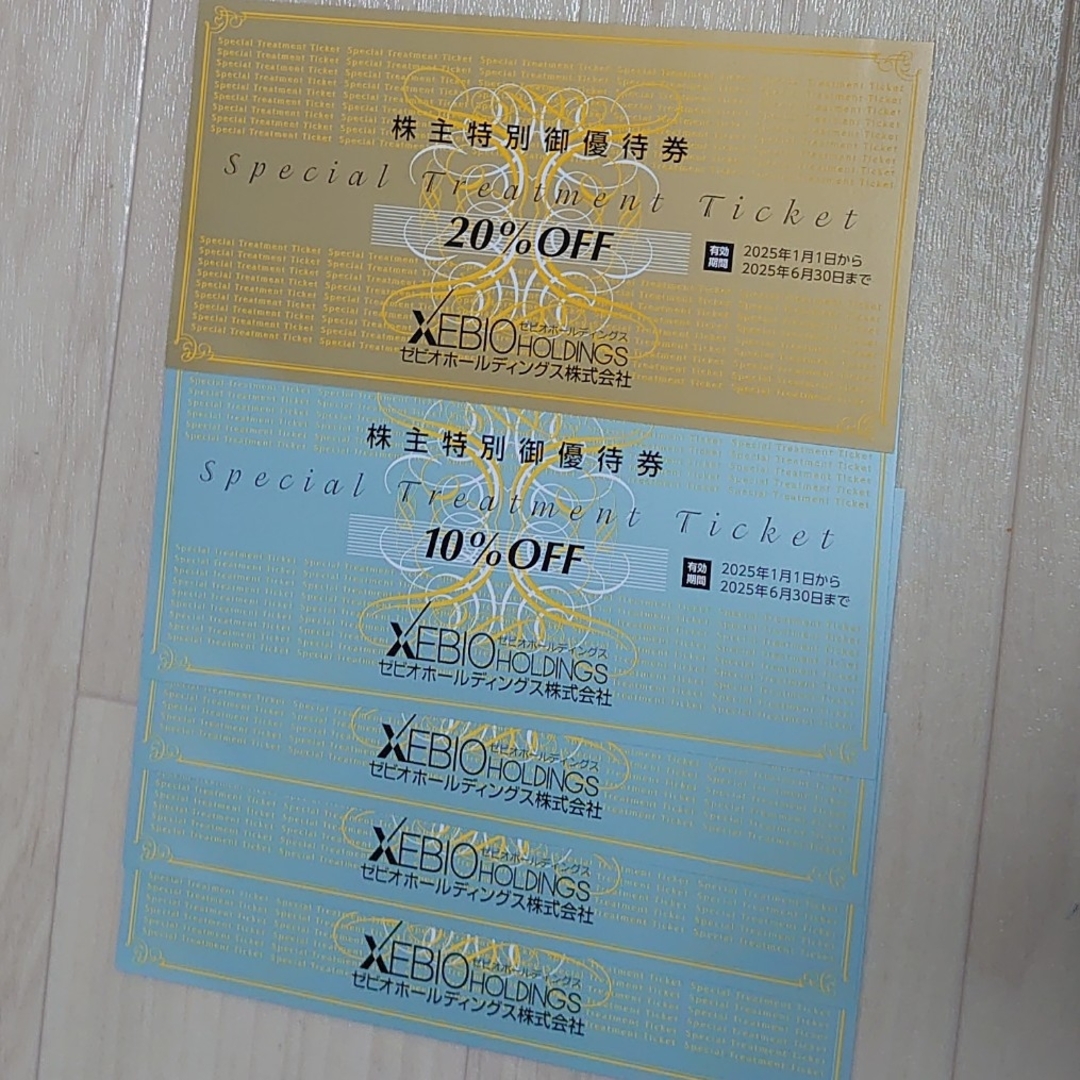 Special Treatment Ticket Special Treatment Ticket Special Treatment Ticket
株主特別御優待券
Special Treatment Ticket
20%OFF
有効期間
2025年1月1日から
2025年6月30日まで
XEBIO HOLDINGS
ゼビオホールディングス
ゼビオホールディングス株式会社
株主特別御優待券
Special Treatment Ticket
10%OFF
有効期間
2025年1月1日から
2025年6月30日まで
XEBIO HOLDINGS
ゼビオホールディングス
ゼビオホールディングス株式会社
XEBIO HOLDINGS
ゼビオホールディングス
ゼビオホールディングス株式会社
XEBIO HOLDINGS
ゼビオホールディングス
ゼビオホールディングス株式会社
XEBIO HOLDINGS
ゼビオホールディングス
ゼビオホールディングス株式会社